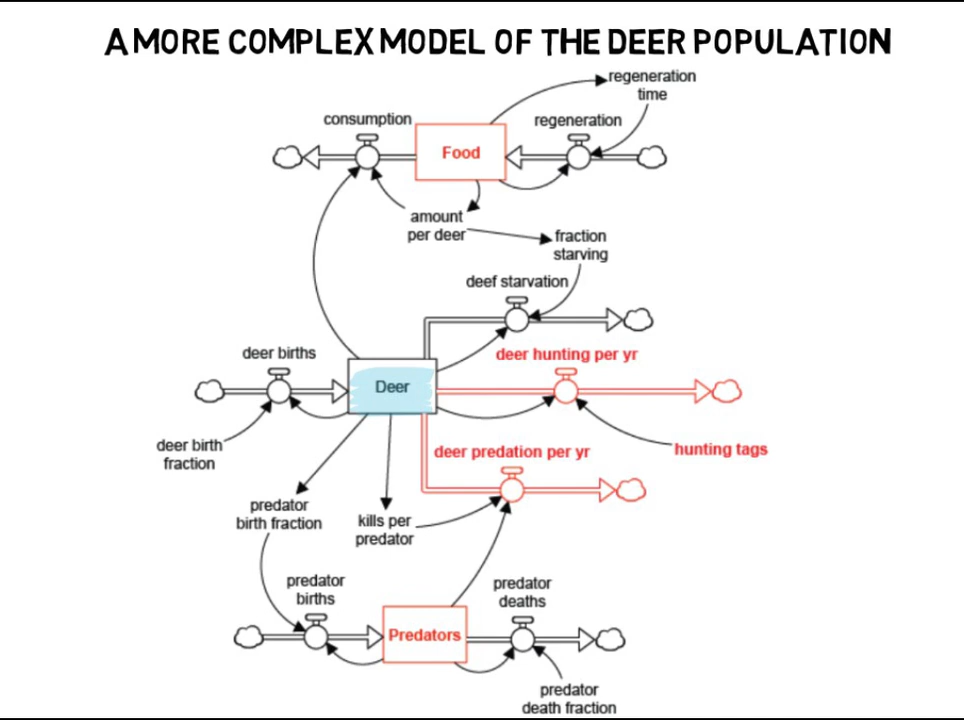 A MORE COMPLEX MODEL OF THE DEER POPULATION
regeneration
time
consumption
regeneration
Food
amount
per deer
fraction
starving
deef starvation
deer births
deer hunting per yr
Deer
deer birth
fraction
hunting tags
deer predation per yr
predator
birth fraction
kills per
predator
predator
births
predator
deaths
Predators
predator
death fraction